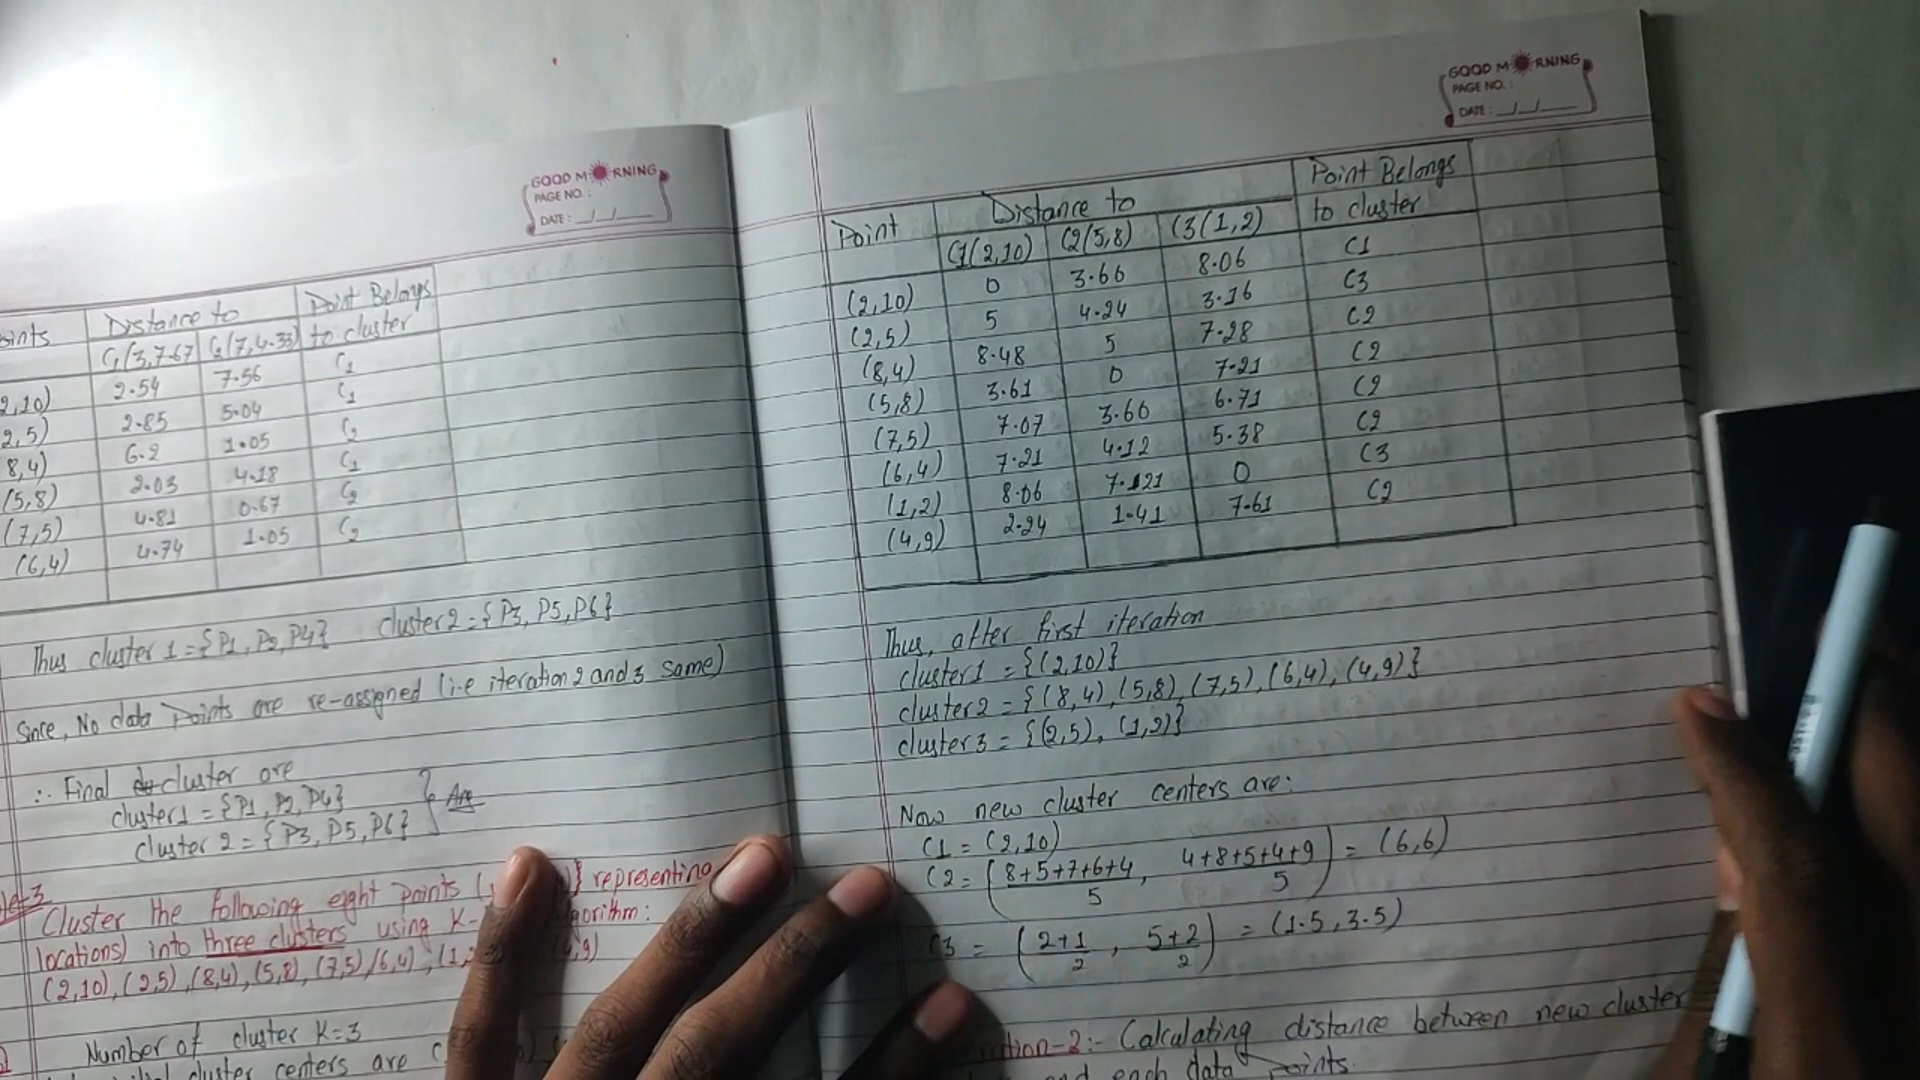 GOOD MORNING
PAGE NO.:
DATE:
Distance to
Point Belongs
to cluster
C1(3,7.67 C2(7,4.33)
2,10) 2.54 7.56 C1
2,5) 2.85 5.04 C1
8,4) 6.2 1.05 C2
(5,8) 2.03 4.18 C1
(7,5) 4.81 0.67 C2
(6,4) 4.74 1.05 C2
Thus cluster 1 = {P1, P2, P4} cluster 2 = {P3, P5, P6}
Since, No data Points are re-assigned (i.e iteration 2 and 3 same)
∴ Final cluster are
cluster1 = {P1, P2, P4}
cluster 2 = {P3, P5, P6} Ans
Cluster the following eight points representing
locations) into three clusters using K-
(2,10), (2,5), (8,4), (5,8), (7,5), (6,4),
Number of cluster K=3
cluster centers are
GOOD MORNING
PAGE NO.:
DATE:
Point Distance to Point Belongs
to cluster
C1(2,10) C2(5,8) C3(1,2)
(2,10) 0 3.66 8.06 C1
(2,5) 5 4.24 3.16 C3
(8,4) 8.48 5 7.28 C2
(5,8) 3.61 0 7.21 C2
(7,5) 7.07 3.60 6.71 C2
(6,4) 7.21 4.12 5.38 C2
(1,2) 8.06 7.21 0 C3
(4,9) 2.24 1.41 7.61 C2
Thus, after first iteration
cluster1 = {(2,10)}
cluster2 = {(8,4), (5,8), (7,5), (6,4), (4,9)}
cluster3 = {(2,5), (1,2)}
Now new cluster centers are:
C1 = (2,10)
C2 = (8+5+7+6+4/5, 4+8+5+4+9/5) = (6,6)
C3 = (2+1/2, 5+2/2) = (1.5, 3.5)
Calculating distance between new cluster
and each data Points.